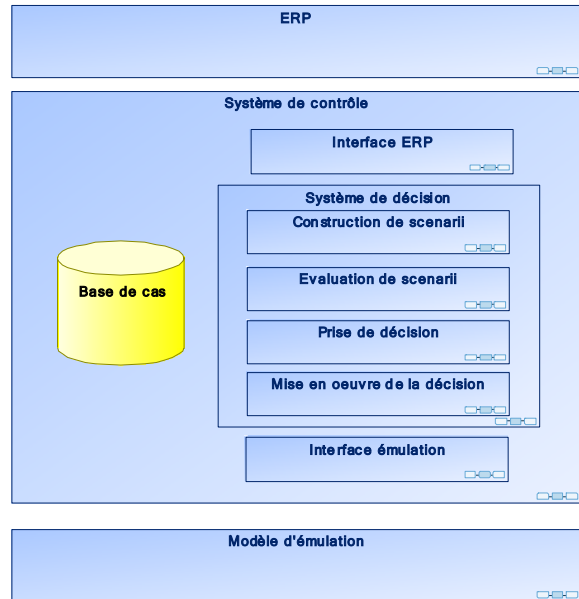 ERP
Système de contrôle
Interface ERP
Système de décision
Construction de scenarii
Base de cas
Evaluation de scenarii
Prise de décision
Mise en oeuvre de la décision
Interface émulation
Modèle d'émulation